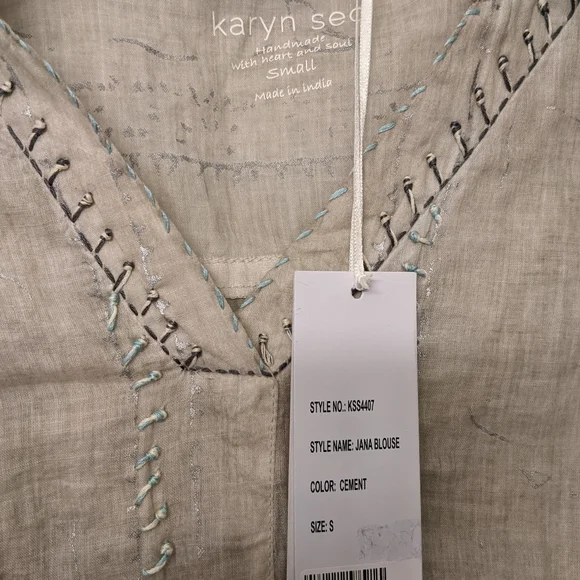 karyn seo
Handmade
with heart and soul
Small
Made in india
STYLE NO.: KSS4407
STYLE NAME: JANA BLOUSE
COLOR: CEMENT
SIZE: S